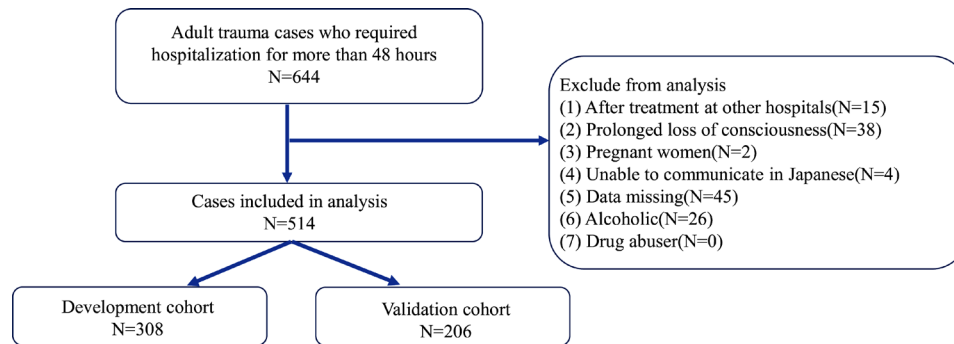 Adult trauma cases who required
hospitalization for more than 48 hours
N=644
Exclude from analysis
(1) After treatment at other hospitals(N=15)
(2) Prolonged loss of consciousness(N=38)
(3) Pregnant women(N=2)
(4) Unable to communicate in Japanese(N=4)
(5) Data missing(N=45)
(6) Alcoholic(N=26)
(7) Drug abuser(N=0)
Cases included in analysis
N=514
Development cohort
N=308
Validation cohort
N=206